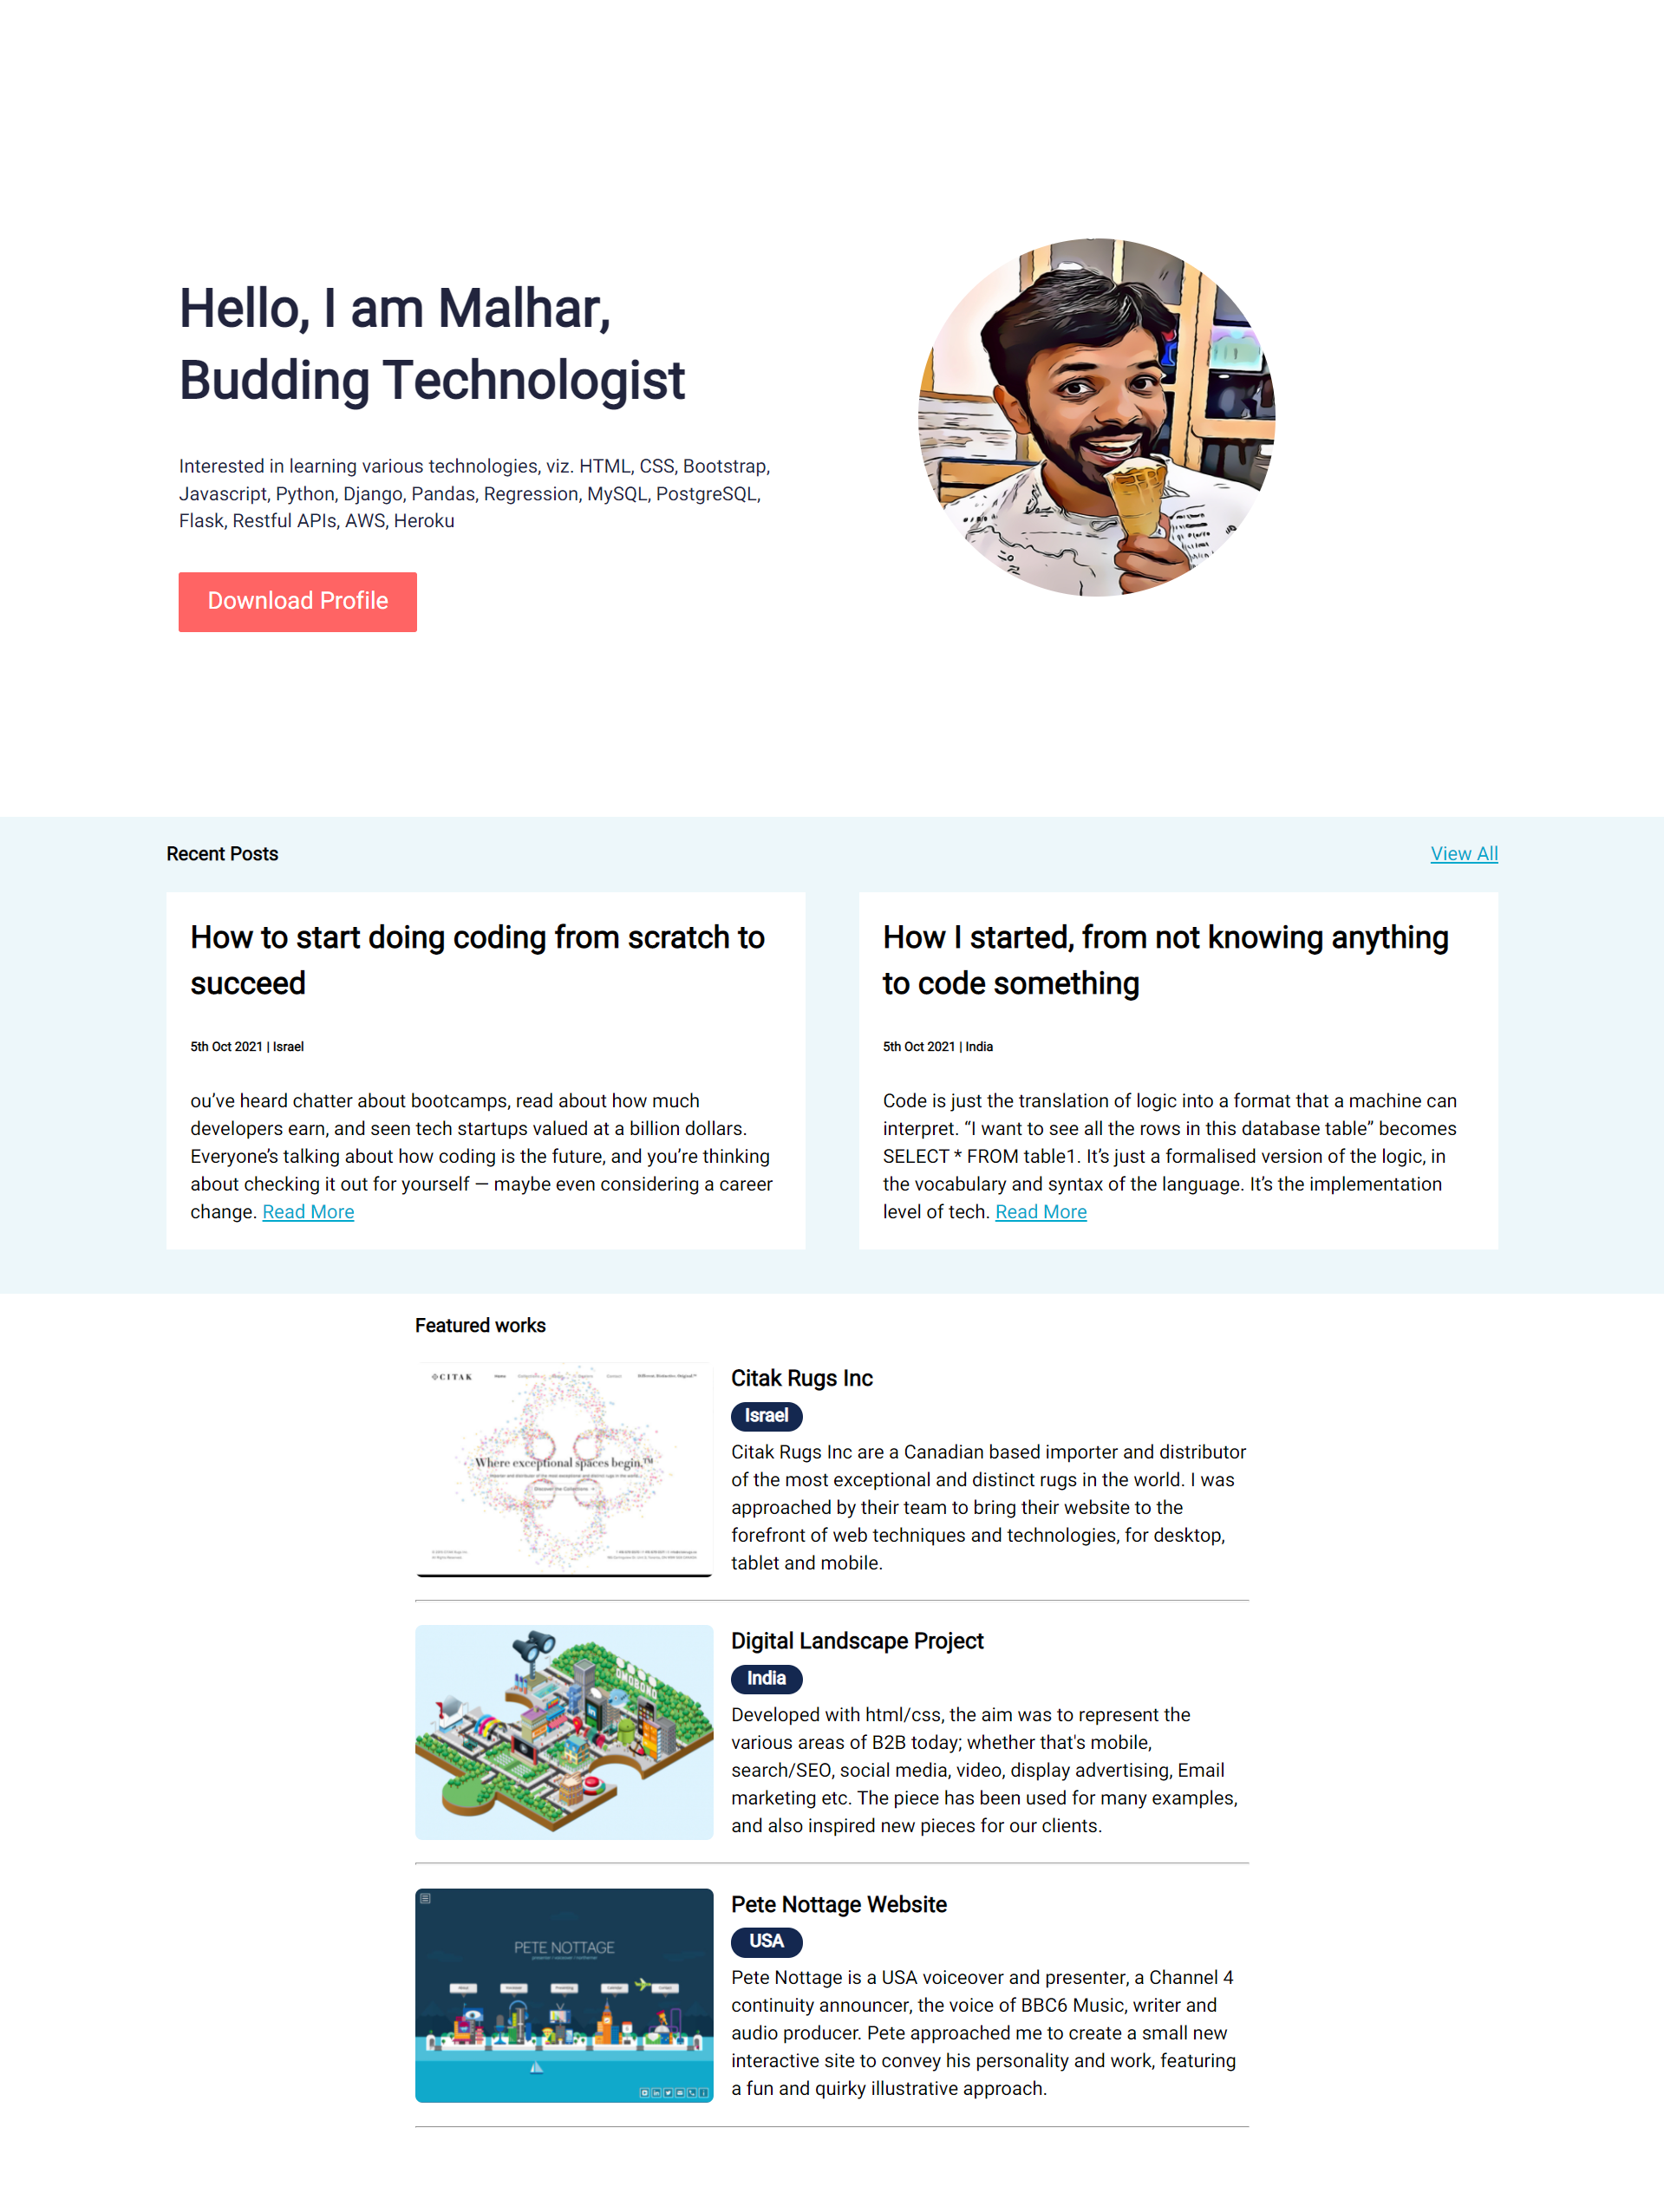 Hello, I am Malhar,
Budding Technologist
Interested in learning various technologies, viz. HTML, CSS, Bootstrap,
Javascript, Python, Django, Pandas, Regression, MySQL, PostgreSQL,
Flask, Restful APIs, AWS, Heroku
Download Profile
Recent Posts
View All
How to start doing coding from scratch to
succeed
5th Oct 2021 | Israel
ou’ve heard chatter about bootcamps, read about how much
developers earn, and seen tech startups valued at a billion dollars.
Everyone’s talking about how coding is the future, and you’re thinking
about checking it out for yourself — maybe even considering a career
change. Read More
How I started, from not knowing anything
to code something
5th Oct 2021 | India
Code is just the translation of logic into a format that a machine can
interpret. “I want to see all the rows in this database table” becomes
SELECT * FROM table1. It’s just a formalised version of the logic, in
the vocabulary and syntax of the language. It’s the implementation
level of tech. Read More
Featured works
CITAK
Home
Contact
Where exceptional spaces begin.™
Discover the Collections
Citak Rugs Inc
Israel
Citak Rugs Inc are a Canadian based importer and distributor
of the most exceptional and distinct rugs in the world. I was
approached by their team to bring their website to the
forefront of web techniques and technologies, for desktop,
tablet and mobile.
Digital Landscape Project
India
Developed with html/css, the aim was to represent the
various areas of B2B today; whether that's mobile,
search/SEO, social media, video, display advertising, Email
marketing etc. The piece has been used for many examples,
and also inspired new pieces for our clients.
PETE NOTTAGE
Pete Nottage Website
USA
Pete Nottage is a USA voiceover and presenter, a Channel 4
continuity announcer, the voice of BBC6 Music, writer and
audio producer. Pete approached me to create a small new
interactive site to convey his personality and work, featuring
a fun and quirky illustrative approach.